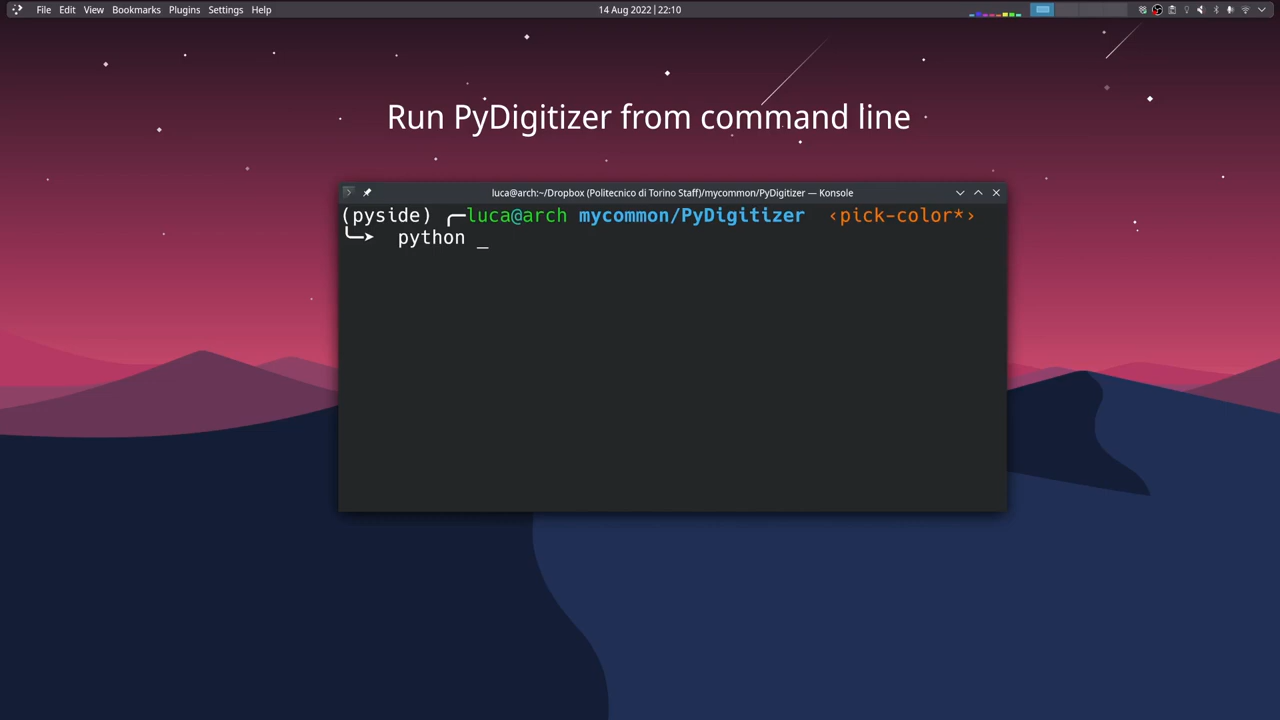 File Edit View Bookmarks Plugins Settings Help
14 Aug 2022 | 22:10
Run PyDigitizer from command line
luca@arch:~/Dropbox (Politecnico di Torino Staff)/mycommon/PyDigitizer — Konsole
(pyside) ╭─luca@arch mycommon/PyDigitizer ‹pick-color*›
╰─➤ python _